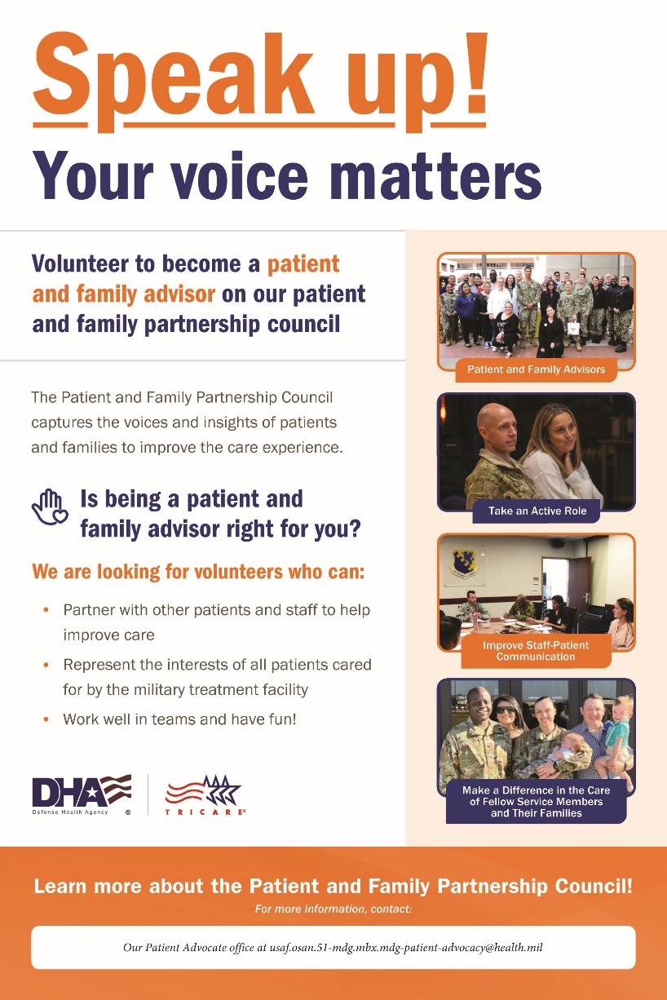 Speak up!
Your voice matters
Volunteer to become a patient
and family advisor on our patient
and family partnership council
The Patient and Family Partnership Council
captures the voices and insights of patients
and families to improve the care experience.
Is being a patient and
family advisor right for you?
We are looking for volunteers who can:
• Partner with other patients and staff to help
improve care
• Represent the interests of all patients cared
for by the military treatment facility
• Work well in teams and have fun!
DHA
Defense Health Agency ®
TRICARE®
Patient and Family Advisors
Take an Active Role
Improve Staff-Patient
Communication
Make a Difference in the Care
of Fellow Service Members
and Their Families
Learn more about the Patient and Family Partnership Council!
For more information, contact:
Our Patient Advocate office at usaf.osan.51-mdg.mbx.mdg-patient-advocacy@health.mil